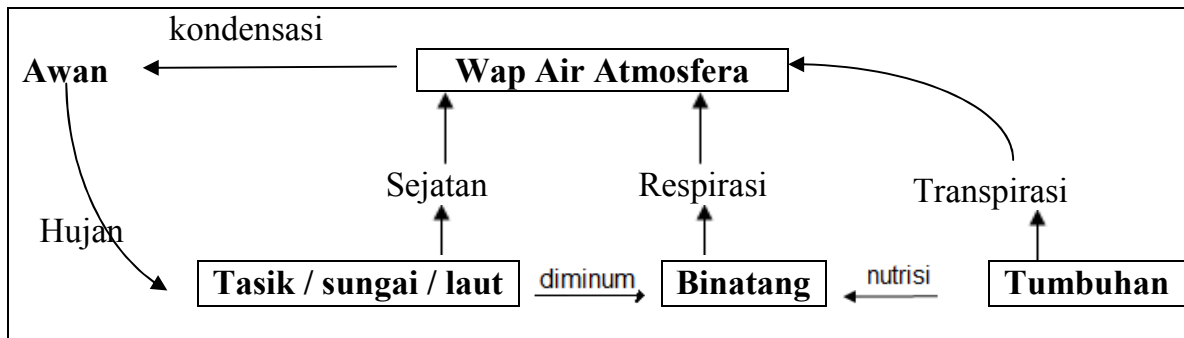 kondensasi
Awan
Wap Air Atmosfera
Sejatan
Respirasi
Transpirasi
Hujan
Tasik / sungai / laut
diminum
Binatang
nutrisi
Tumbuhan